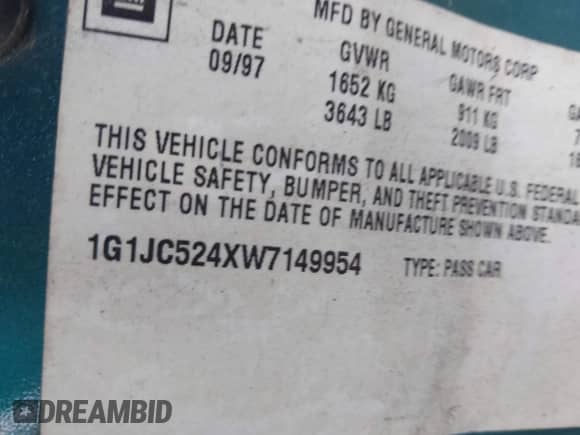 GM
MFD BY GENERAL MOTORS CORP
DATE GVWR GAWR FRT
09/97 1652 KG 911 KG
3643 LB 2009 LB
THIS VEHICLE CONFORMS TO ALL APPLICABLE U.S. FEDERAL
VEHICLE SAFETY, BUMPER, AND THEFT PREVENTION
EFFECT ON THE DATE OF MANUFACTURE SHOWN ABOVE.
1G1JC524XW7149954 TYPE: PASS CAR
DREAMBID